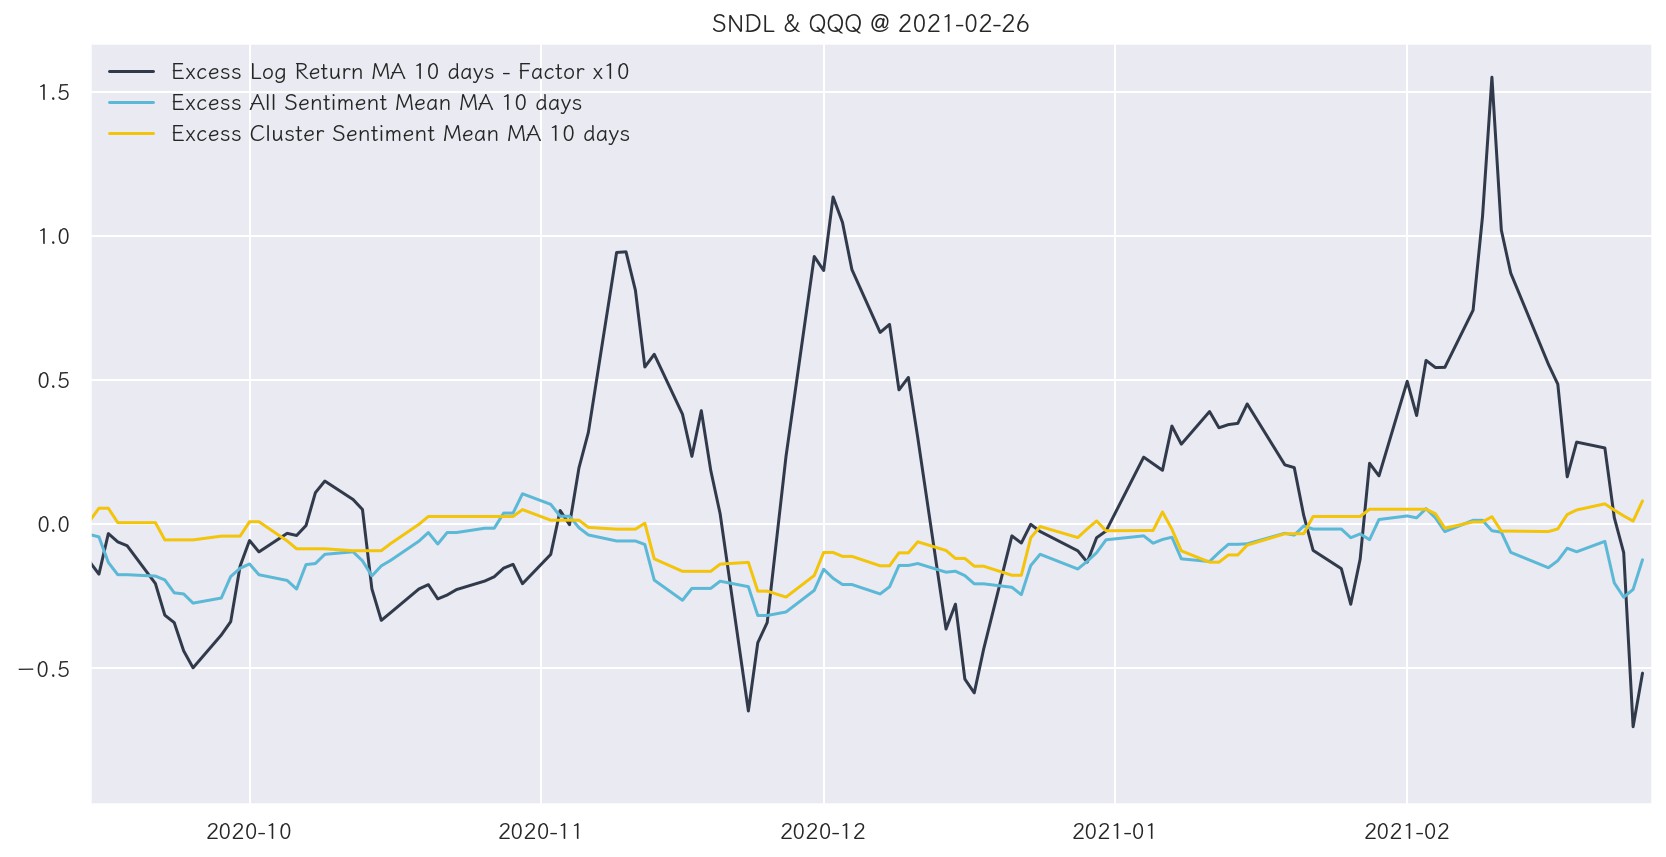 SNDL & QQQ @ 2021-02-26
Excess Log Return MA 10 days - Factor x10
Excess All Sentiment Mean MA 10 days
Excess Cluster Sentiment Mean MA 10 days
1.5
1.0
0.5
0.0
−0.5
2020-10 2020-11 2020-12 2021-01 2021-02